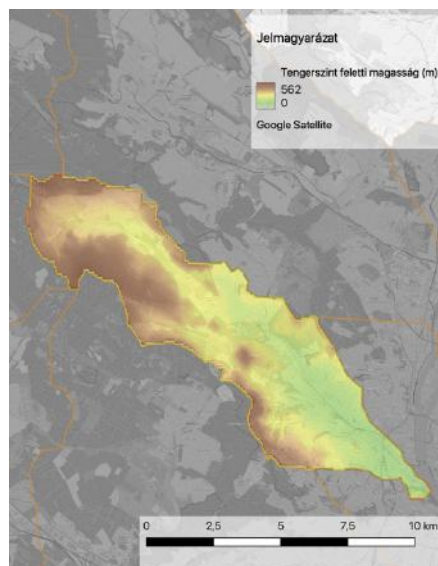 Jelmagyarázat
Tengerszint feletti magasság (m)
562
0
Google Satellite
0 2,5 5 7,5 10 km